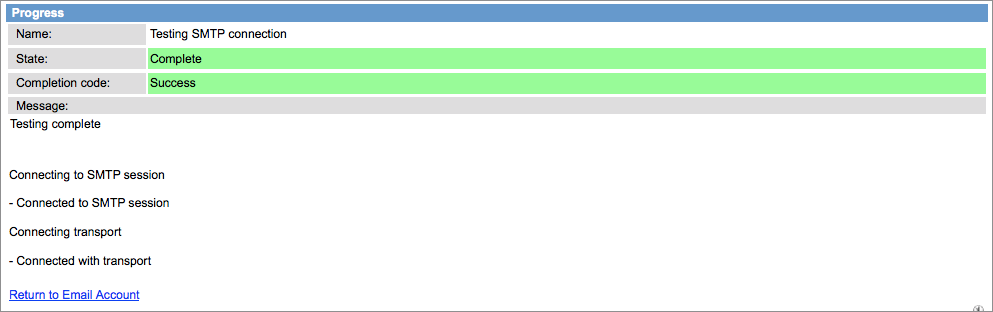 Progress
Name: Testing SMTP connection
State: Complete
Completion code: Success
Message:
Testing complete
Connecting to SMTP session
- Connected to SMTP session
Connecting transport
- Connected with transport
Return to Email Account